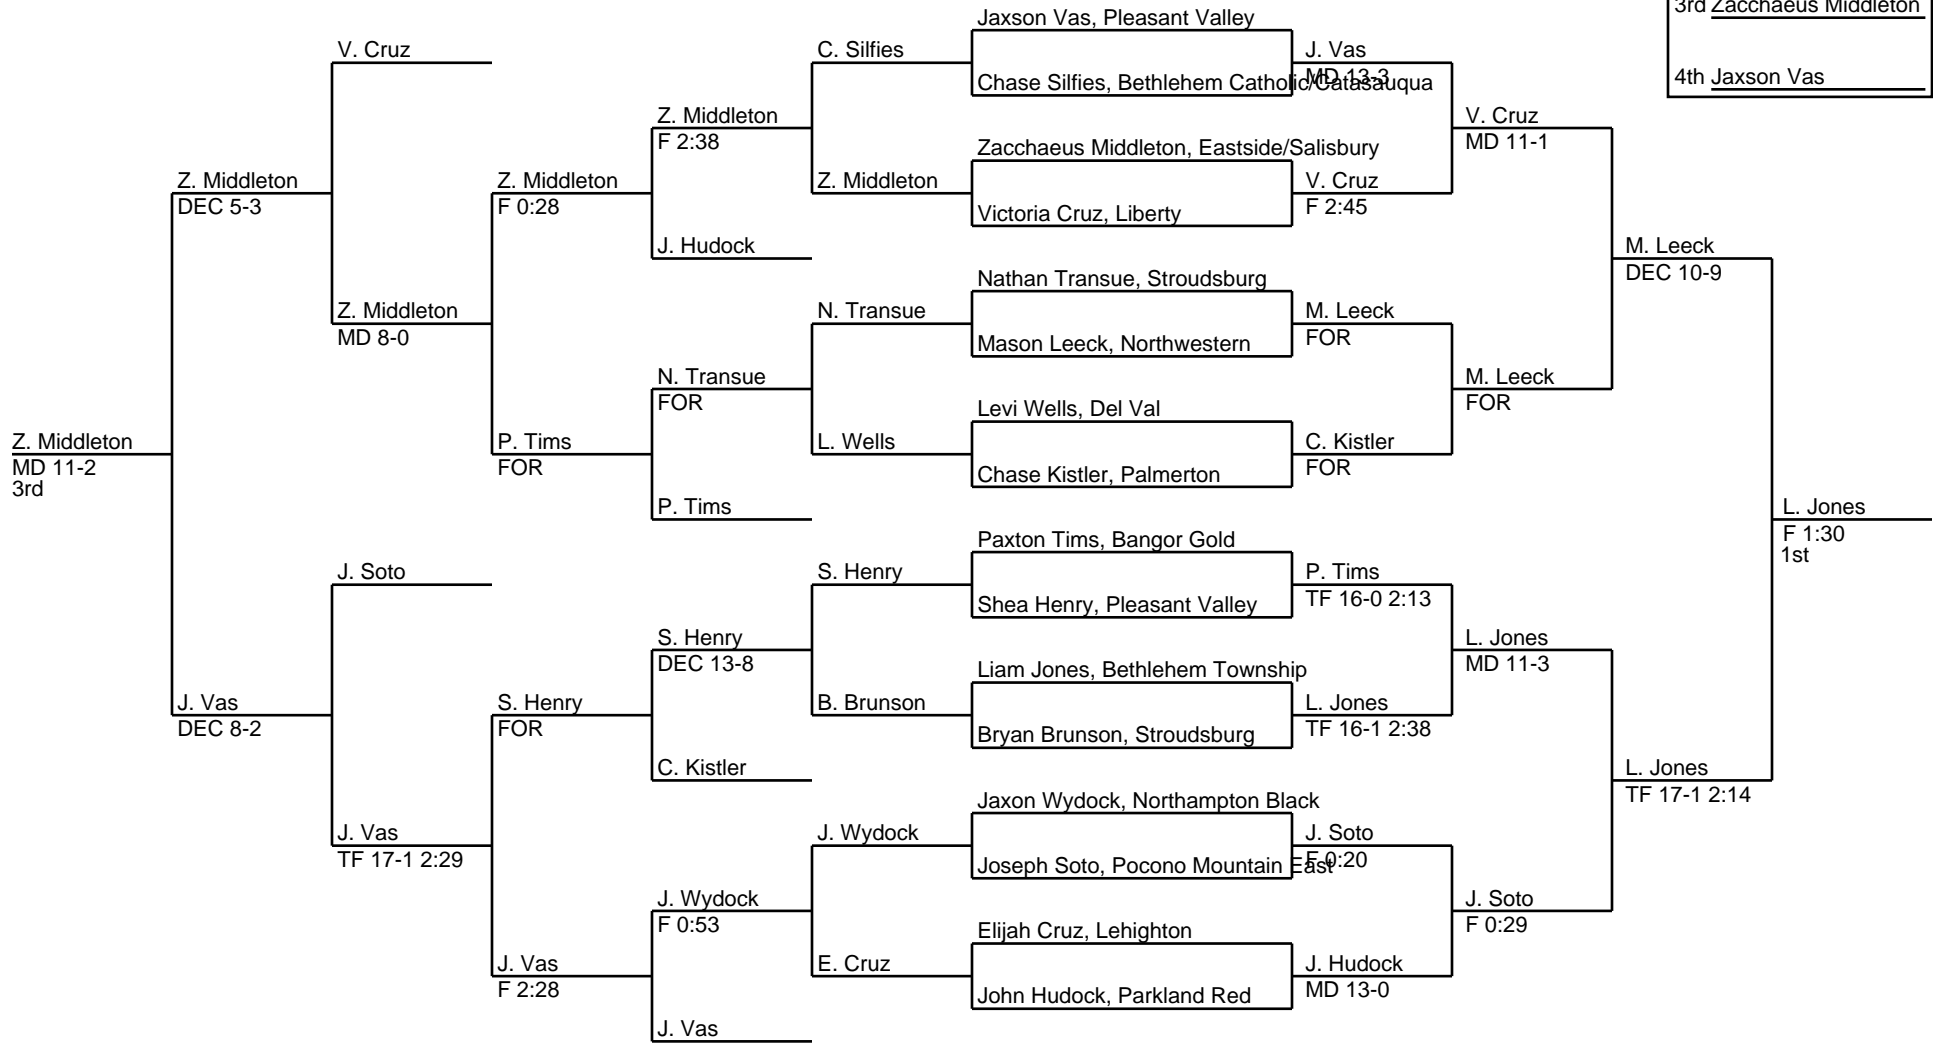 3rd Zacchaeus Middleton
4th Jaxson Vas
Jaxson Vas, Pleasant Valley
V. Cruz
C. Silfies
J. Vas
MD 13-3
Chase Silfies, Bethlehem Catholic/Catasauqua
Z. Middleton
F 2:38
V. Cruz
MD 11-1
Zacchaeus Middleton, Eastside/Salisbury
Z. Middleton
DEC 5-3
Z. Middleton
F 0:28
Z. Middleton
V. Cruz
F 2:45
Victoria Cruz, Liberty
J. Hudock
M. Leeck
DEC 10-9
Nathan Transue, Stroudsburg
Z. Middleton
MD 8-0
N. Transue
M. Leeck
FOR
Mason Leeck, Northwestern
N. Transue
FOR
M. Leeck
FOR
Levi Wells, Del Val
Z. Middleton
MD 11-2
3rd
P. Tims
FOR
L. Wells
C. Kistler
FOR
Chase Kistler, Palmerton
P. Tims
L. Jones
F 1:30
1st
Paxton Tims, Bangor Gold
J. Soto
S. Henry
P. Tims
TF 16-0 2:13
Shea Henry, Pleasant Valley
S. Henry
DEC 13-8
L. Jones
MD 11-3
Liam Jones, Bethlehem Township
J. Vas
DEC 8-2
S. Henry
FOR
B. Brunson
L. Jones
TF 16-1 2:38
Bryan Brunson, Stroudsburg
C. Kistler
L. Jones
TF 17-1 2:14
Jaxon Wydock, Northampton Black
J. Vas
TF 17-1 2:29
J. Wydock
J. Soto
F 0:20
Joseph Soto, Pocono Mountain East
J. Wydock
F 0:53
J. Soto
F 0:29
Elijah Cruz, Lehighton
J. Vas
F 2:28
E. Cruz
J. Hudock
MD 13-0
John Hudock, Parkland Red
J. Vas